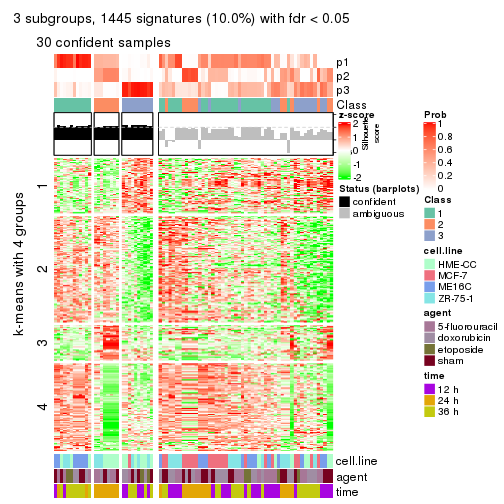 3 subgroups, 1445 signatures (10.0%) with fdr < 0.05
30 confident samples
p1
p2
p3
Class
z-score
2
1
0
-1
-2
Silhouette
score
Prob
1
0.8
0.6
0.4
0.2
0
Status (barplots)
confident
ambiguous
Class
1
2
3
cell.line
HME-CC
MCF-7
ME16C
ZR-75-1
agent
5-fluorouracil
doxorubicin
etoposide
sham
time
12 h
24 h
36 h
k-means with 4 groups
1
2
3
4
cell.line
agent
time